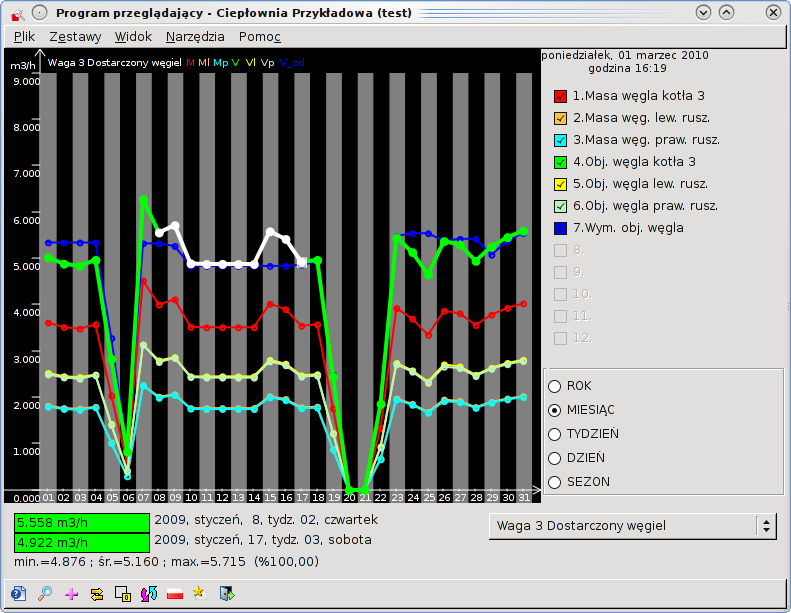 Program przeglądający - Ciepłownia Przykładowa (test)
Plik Zestawy Widok Narzędzia Pomoc
m3/h
Waga 3 Dostarczony węgiel M Ml Mp V Vl Vp V_od
9.000
8.000
7.000
6.000
5.000
4.000
3.000
2.000
1.000
0.000
01 02 03 04 05 06 07 08 09 10 11 12 13 14 15 16 17 18 19 20 21 22 23 24 25 26 27 28 29 30 31
poniedziałek, 01 marzec 2010
godzina 16:19
1.Masa węgla kotła 3
2.Masa węg. lew. rusz.
3.Masa węg. praw. rusz.
4.Obj. węgla kotła 3
5.Obj. węgla lew. rusz.
6.Obj. węgla praw. rusz.
7.Wym. obj. węgla
8.
9.
10.
11.
12.
ROK
MIESIĄC
TYDZIEŃ
DZIEŃ
SEZON
5.558 m3/h 2009, styczeń, 8, tydz. 02, czwartek
4.922 m3/h 2009, styczeń, 17, tydz. 03, sobota
min.=4.876 ; śr.=5.160 ; max.=5.715 (%100,00)
Waga 3 Dostarczony węgiel